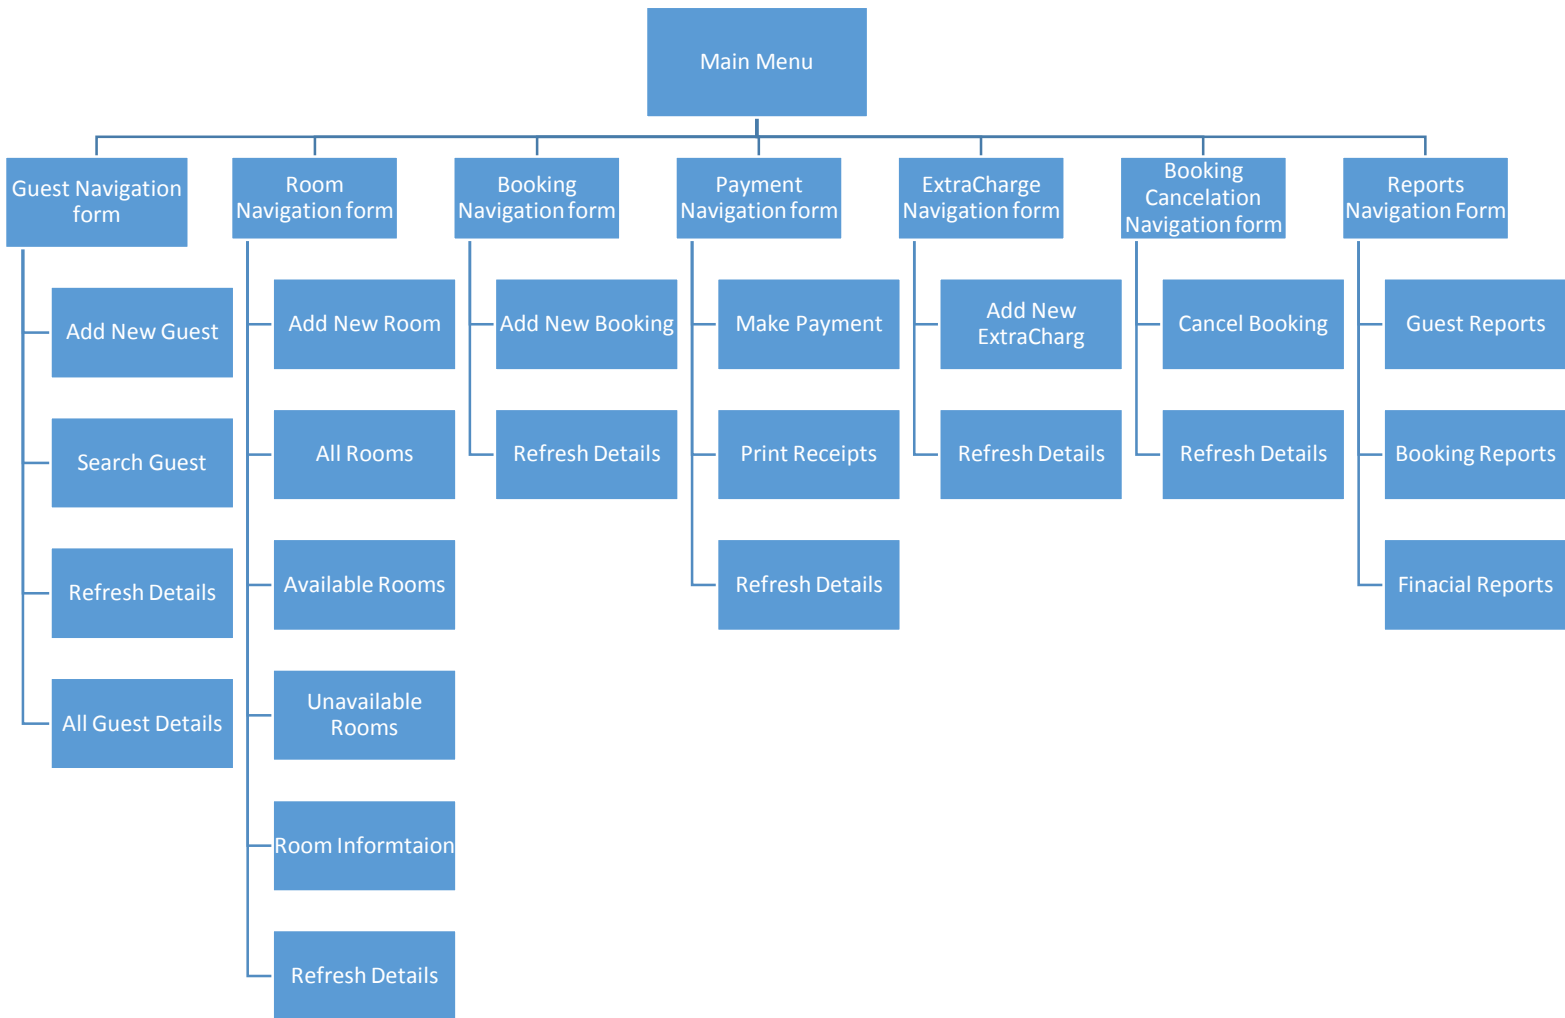 Main Menu
Guest Navigation
form
Room
Navigation form
Booking
Navigation form
Payment
Navigation form
ExtraCharge
Navigation form
Booking
Cancelation
Navigation form
Reports
Navigation Form
Add New Guest
Search Guest
Refresh Details
All Guest Details
Add New Room
All Rooms
Available Rooms
Unavailable
Rooms
Room Informtaion
Refresh Details
Add New Booking
Refresh Details
Make Payment
Print Receipts
Refresh Details
Add New
ExtraCharg
Refresh Details
Cancel Booking
Refresh Details
Guest Reports
Booking Reports
Finacial Reports